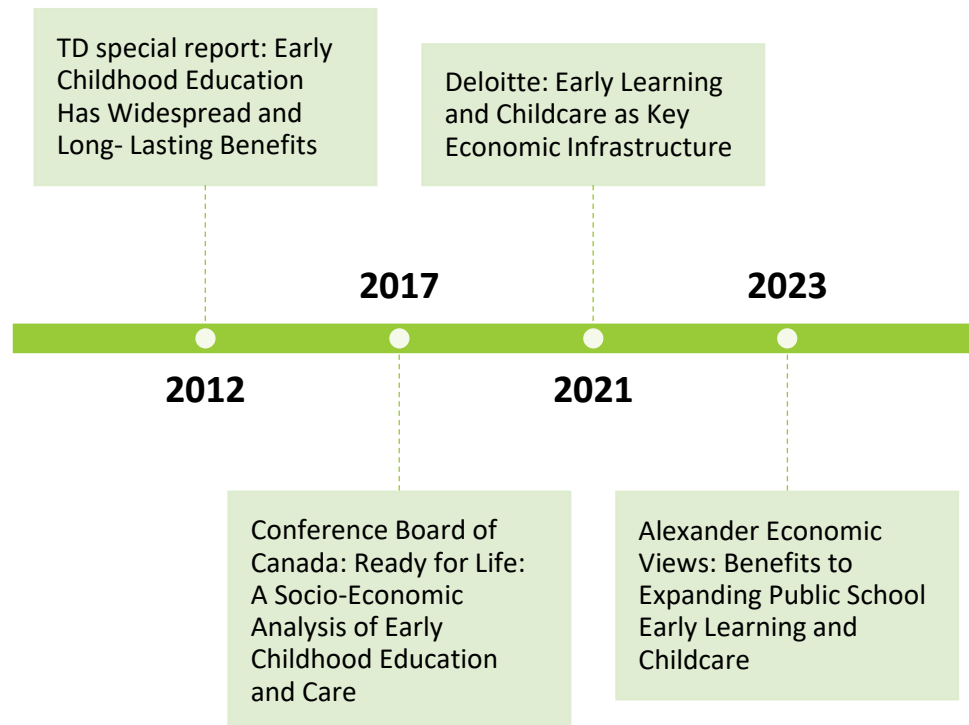 TD special report: Early
Childhood Education
Has Widespread and
Long- Lasting Benefits
Deloitte: Early Learning
and Childcare as Key
Economic Infrastructure
2017
2023
2012
2021
Conference Board of
Canada: Ready for Life:
A Socio-Economic
Analysis of Early
Childhood Education
and Care
Alexander Economic
Views: Benefits to
Expanding Public School
Early Learning and
Childcare